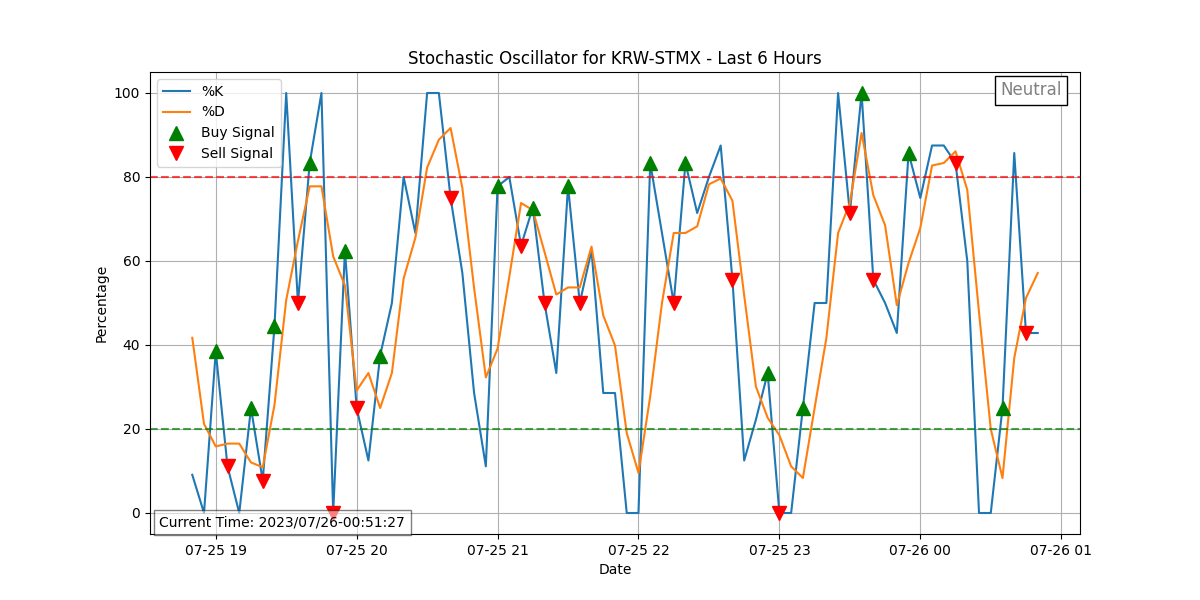 Stochastic Oscillator for KRW-STMX - Last 6 Hours
%K
%D
Buy Signal
Sell Signal
Neutral
100
80
60
40
20
0
Percentage
Current Time: 2023/07/26-00:51:27
07-25 19 07-25 20 07-25 21 07-25 22 07-25 23 07-26 00 07-26 01
Date